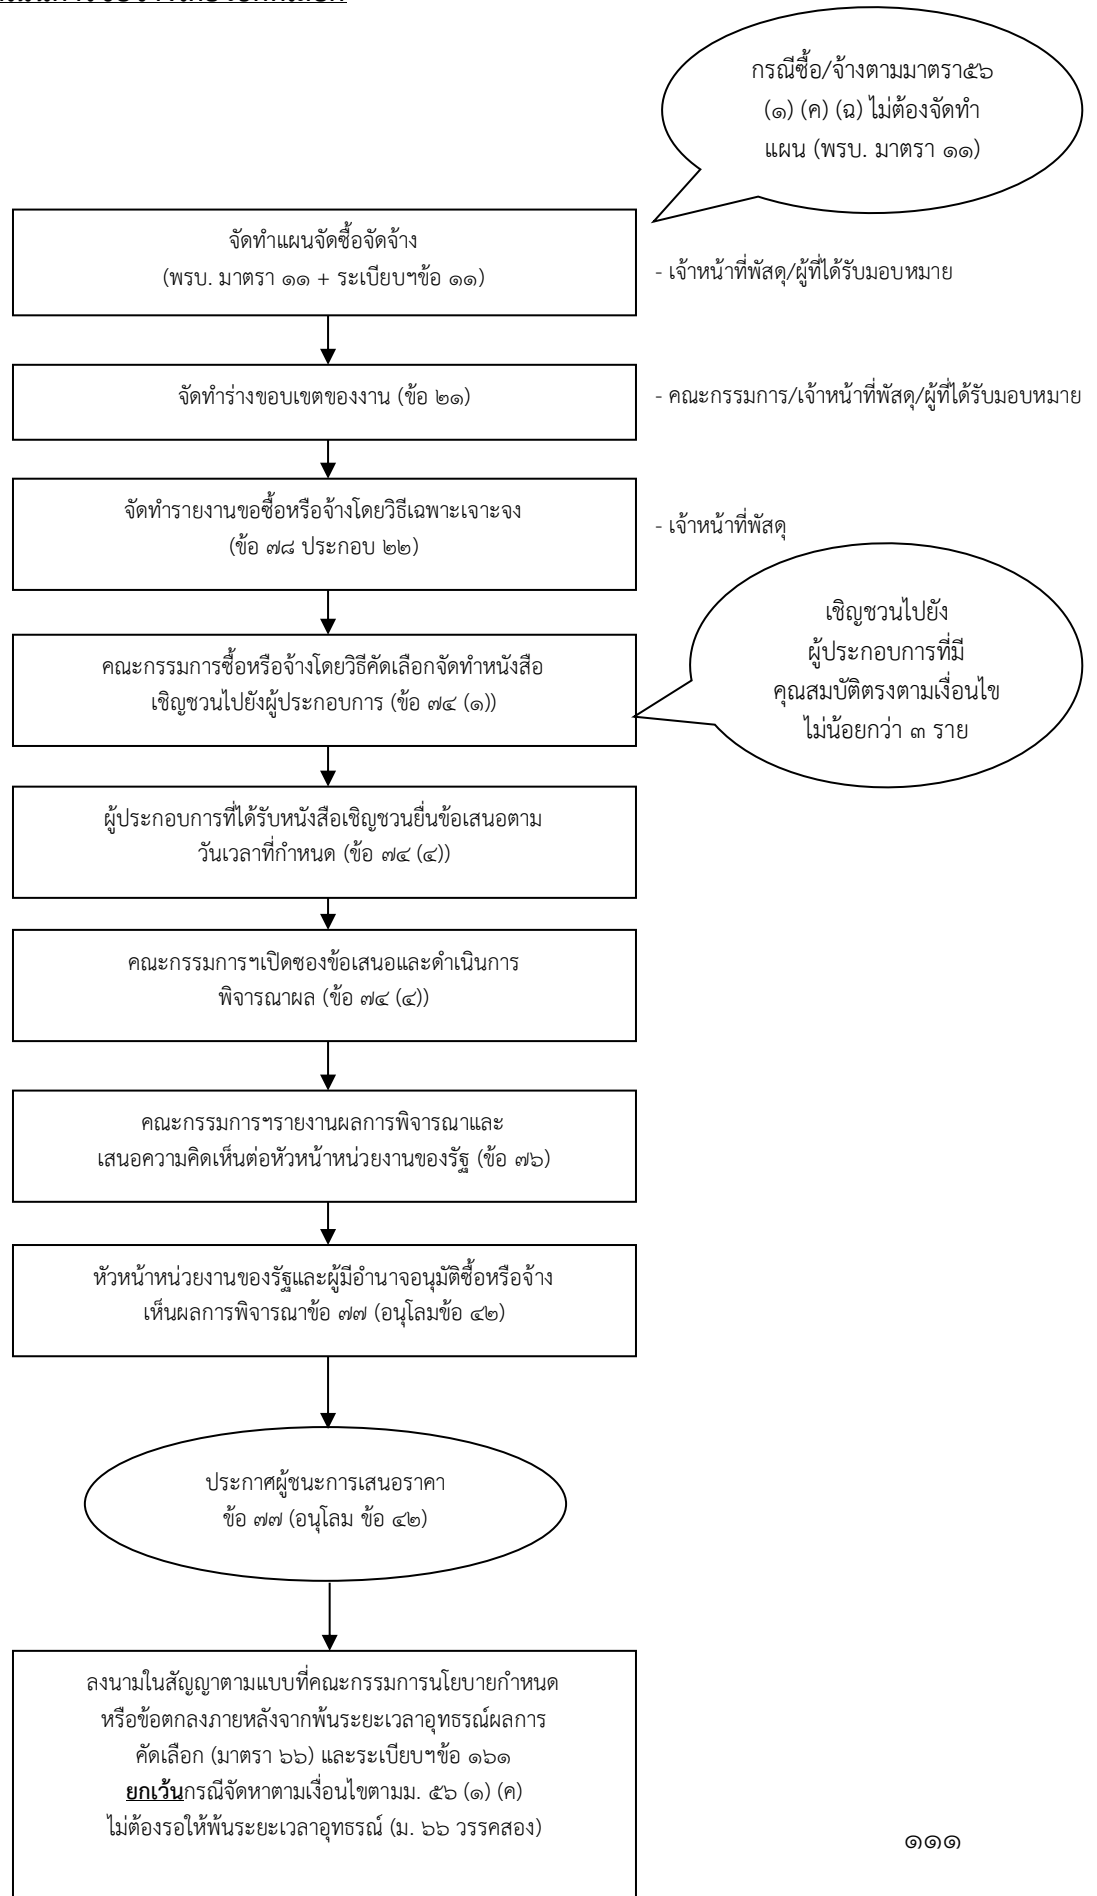 กรณีซื้อ/จ้างตามมาตรา๕๖
(๑) (ค) (ฉ) ไม่ต้องจัดทำ
แผน (พรบ. มาตรา ๑๑)
จัดทำแผนจัดซื้อจัดจ้าง
(พรบ. มาตรา ๑๑ + ระเบียบฯข้อ ๑๑)
- เจ้าหน้าที่พัสดุ/ผู้ที่ได้รับมอบหมาย
จัดทำร่างขอบเขตของงาน (ข้อ ๒๑)
- คณะกรรมการ/เจ้าหน้าที่พัสดุ/ผู้ที่ได้รับมอบหมาย
จัดทำรายงานขอซื้อหรือจ้างโดยวิธีเฉพาะเจาะจง
(ข้อ ๗๘ ประกอบ ๒๒)
- เจ้าหน้าที่พัสดุ
เชิญชวนไปยัง
ผู้ประกอบการที่มี
คุณสมบัติตรงตามเงื่อนไข
ไม่น้อยกว่า ๓ ราย
คณะกรรมการซื้อหรือจ้างโดยวิธีคัดเลือกจัดทำหนังสือ
เชิญชวนไปยังผู้ประกอบการ (ข้อ ๗๔ (๑))
ผู้ประกอบการที่ได้รับหนังสือเชิญชวนยื่นข้อเสนอตาม
วันเวลาที่กำหนด (ข้อ ๗๔ (๔))
คณะกรรมการฯเปิดซองข้อเสนอและดำเนินการ
พิจารณาผล (ข้อ ๗๔ (๔))
คณะกรรมการฯรายงานผลการพิจารณาและ
เสนอความคิดเห็นต่อหัวหน้าหน่วยงานของรัฐ (ข้อ ๗๖)
หัวหน้าหน่วยงานของรัฐและผู้มีอำนาจอนุมัติซื้อหรือจ้าง
เห็นผลการพิจารณาข้อ ๗๗ (อนุโลมข้อ ๔๒)
ประกาศผู้ชนะการเสนอราคา
ข้อ ๗๗ (อนุโลม ข้อ ๔๒)
ลงนามในสัญญาตามแบบที่คณะกรรมการนโยบายกำหนด
หรือข้อตกลงภายหลังจากพ้นระยะเวลาอุทธรณ์ผลการ
คัดเลือก (มาตรา ๖๖) และระเบียบฯข้อ ๑๖๑
ยกเว้นกรณีจัดหาตามเงื่อนไขตามม. ๕๖ (๑) (ค)
ไม่ต้องรอให้พ้นระยะเวลาอุทธรณ์ (ม. ๖๖ วรรคสอง)
๑๑๑